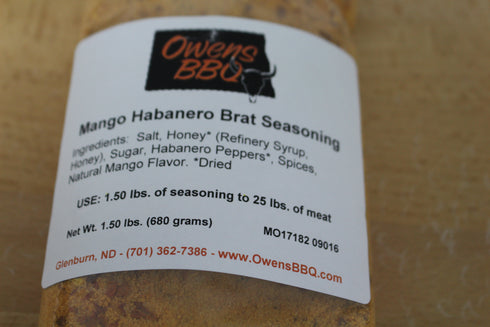 Owens
BBQ
Mango Habanero Brat Seasoning
Ingredients: Salt, Honey* (Refinery Syrup,
Honey), Sugar, Habanero Peppers*, Spices,
Natural Mango Flavor. *Dried
USE: 1.50 lbs. of seasoning to 25 lbs. of meat
Net Wt. 1.50 lbs. (680 grams) MO17182 09016
Glenburn, ND - (701) 362-7386 - www.OwensBBQ.com